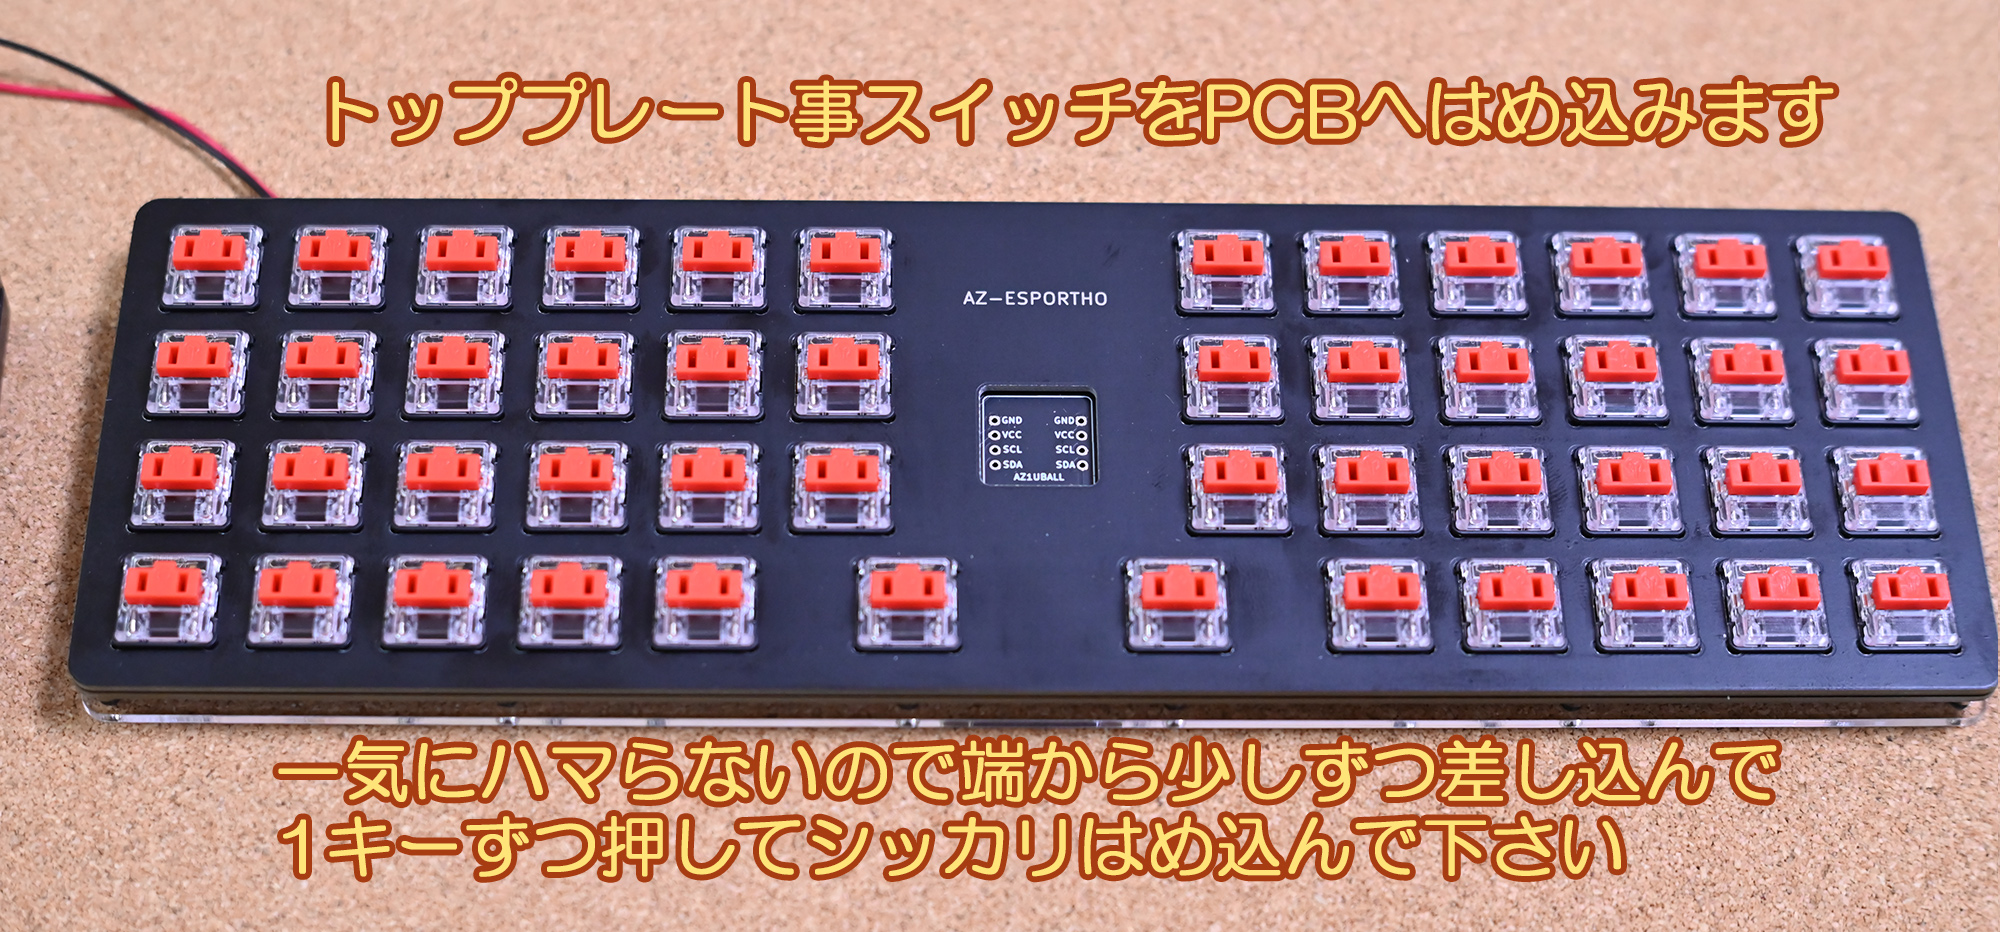 トッププレート事スイッチをPCBへはめ込みます
AZ-ESPORTHO
GND GND
VCC VCC
SCL SCL
SDA SDA
AZ1UBALL
一気にハマらないので端から少しずつ差し込んで
1キーずつ押してシッカリはめ込んで下さい